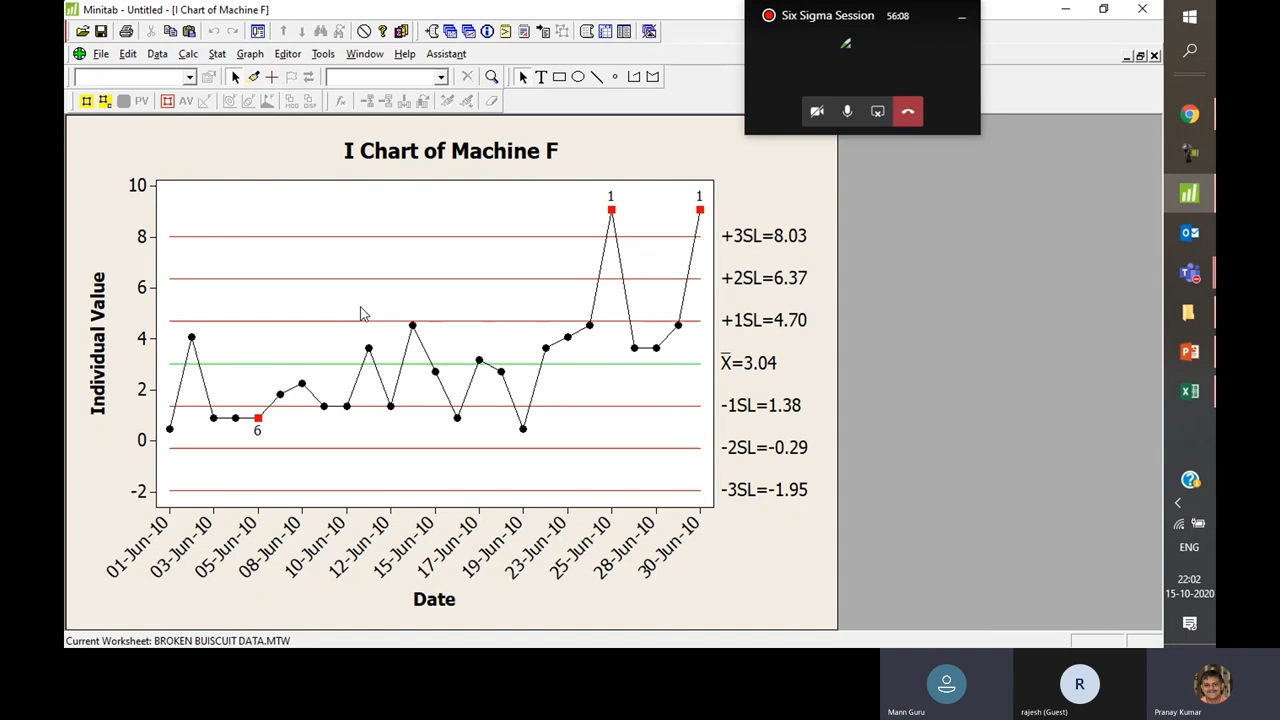 Minitab - Untitled - [I Chart of Machine F]
Six Sigma Session 56:08
File Edit Data Calc Stat Graph Editor Tools Window Help Assistant
PV AV
I Chart of Machine F
Individual Value
10
8
6
4
2
0
-2
1
1
6
+3SL=8.03
+2SL=6.37
+1SL=4.70
X̅=3.04
-1SL=1.38
-2SL=-0.29
-3SL=-1.95
01-Jun-10
03-Jun-10
05-Jun-10
08-Jun-10
10-Jun-10
12-Jun-10
15-Jun-10
17-Jun-10
19-Jun-10
23-Jun-10
25-Jun-10
28-Jun-10
30-Jun-10
Date
Current Worksheet: BROKEN BUISCUIT DATA.MTW
ENG
22:02
15-10-2020
Mann Guru
R
rajesh (Guest)
Pranay Kumar